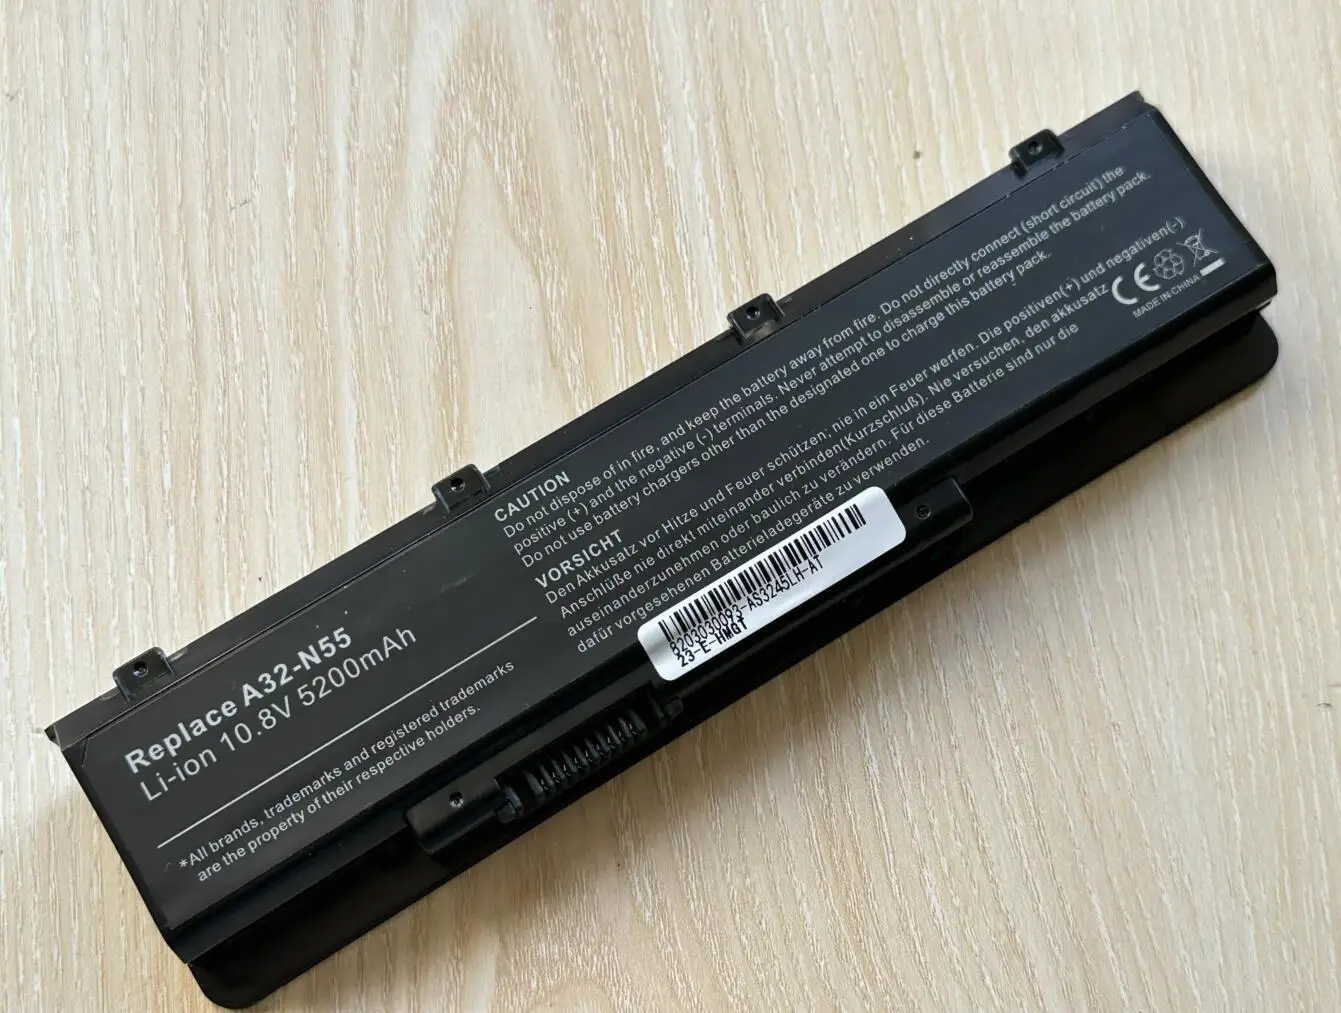 Replace A32-N55
Li-ion 10.8V 5200mAh
*All brands, trademarks and registered trademarks
are the property of their respective holders.
CAUTION
Do not dispose of in fire, and keep the battery away from fire. Do not directly connect (short circuit) the
positive (+) and the negative (-) terminals. Never attempt to disassemble or reassemble the battery pack.
Do not use battery chargers other than the designated one to charge this battery pack.
VORSICHT
Den Akkusatz vor Hitze und Feuer schützen, nie in ein Feuer werfen. Die positiven(+) und negativen(-)
Anschlüße nie direkt miteinander verbinden(Kurzschluß). Nie versuchen, den akkusatz
auseinanderzunehmen oder baulich zu verändern. Für diese Batterie sind nur die
dafür vorgesehenen Batterieladegeräte zu verwenden.
CE
MADE IN CHINA
8203030093-AS3245LH-AT
23-E-HMQT